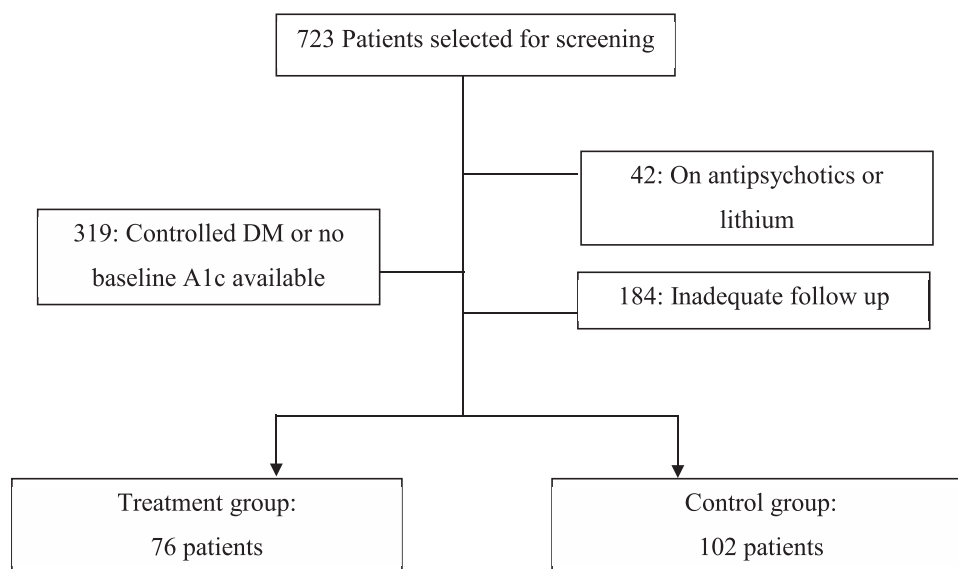 723 Patients selected for screening
42: On antipsychotics or
lithium
319: Controlled DM or no
baseline A1c available
184: Inadequate follow up
Treatment group:
76 patients
Control group:
102 patients